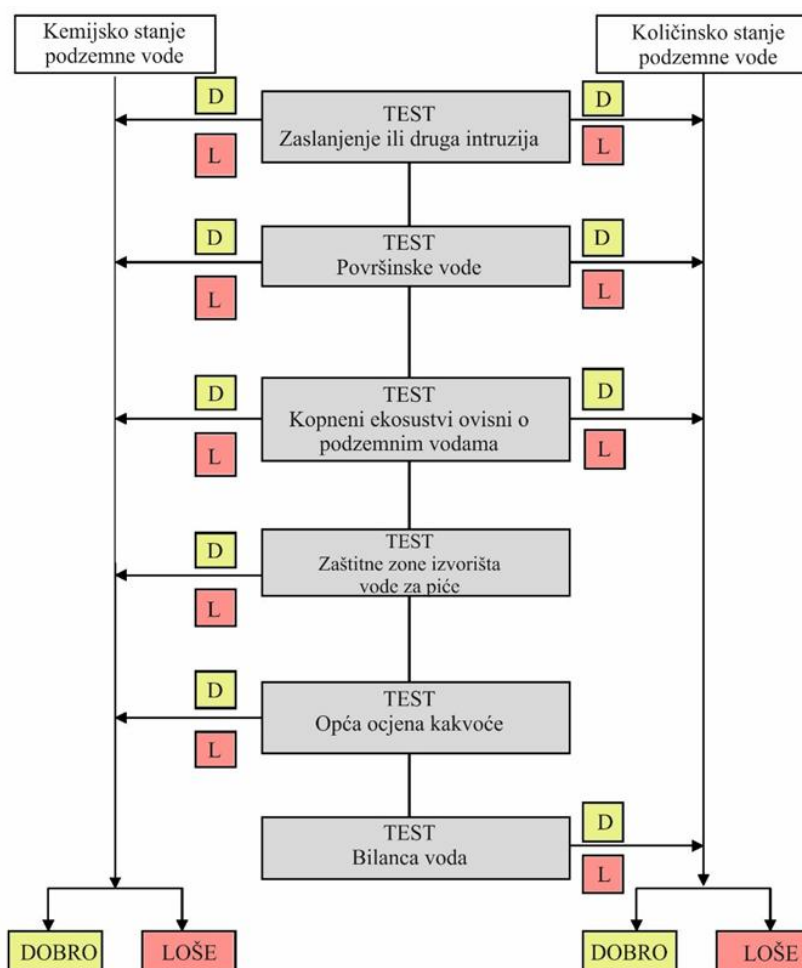 Kemijsko stanje
podzemne vode
Količinsko stanje
podzemne vode
D
L
TEST
Zaslanjenje ili druga intruzija
D
L
D
L
TEST
Površinske vode
D
L
D
L
TEST
Kopneni ekosustvi ovisni o
podzemnim vodama
D
L
D
L
TEST
Zaštitne zone izvorišta
vode za piće
D
L
TEST
Opća ocjena kakvoće
TEST
Bilanca voda
D
L
DOBRO
LOŠE
DOBRO
LOŠE